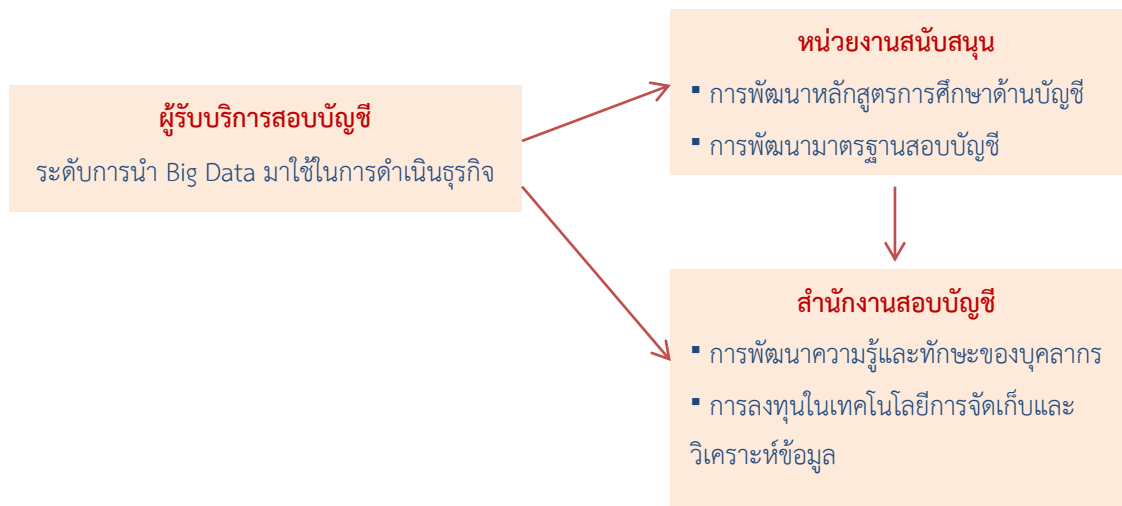 ผู้รับบริการสอบบัญชี
ระดับการนำ Big Data มาใช้ในการดำเนินธุรกิจ
หน่วยงานสนับสนุน
▪ การพัฒนาหลักสูตรการศึกษาด้านบัญชี
▪ การพัฒนามาตรฐานสอบบัญชี
สำนักงานสอบบัญชี
▪ การพัฒนาความรู้และทักษะของบุคลากร
▪ การลงทุนในเทคโนโลยีการจัดเก็บและ
วิเคราะห์ข้อมูล